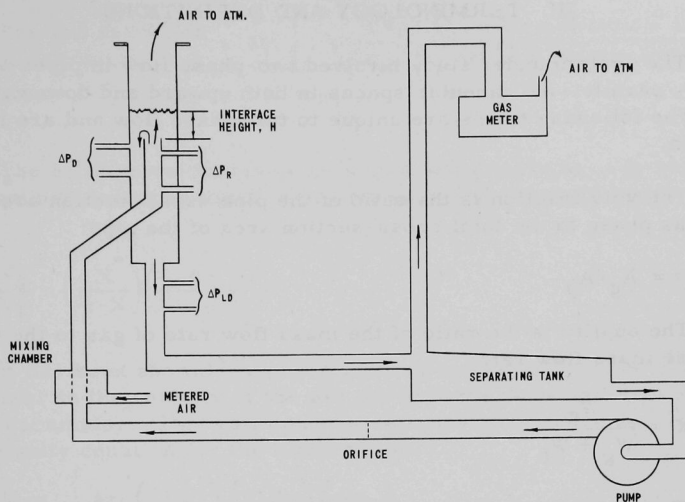 AIR TO ATM.
AIR TO ATM
GAS
METER
INTERFACE
HEIGHT, H
ΔP_D
ΔP_R
ΔP_LD
MIXING
CHAMBER
METERED
AIR
SEPARATING TANK
ORIFICE
PUMP